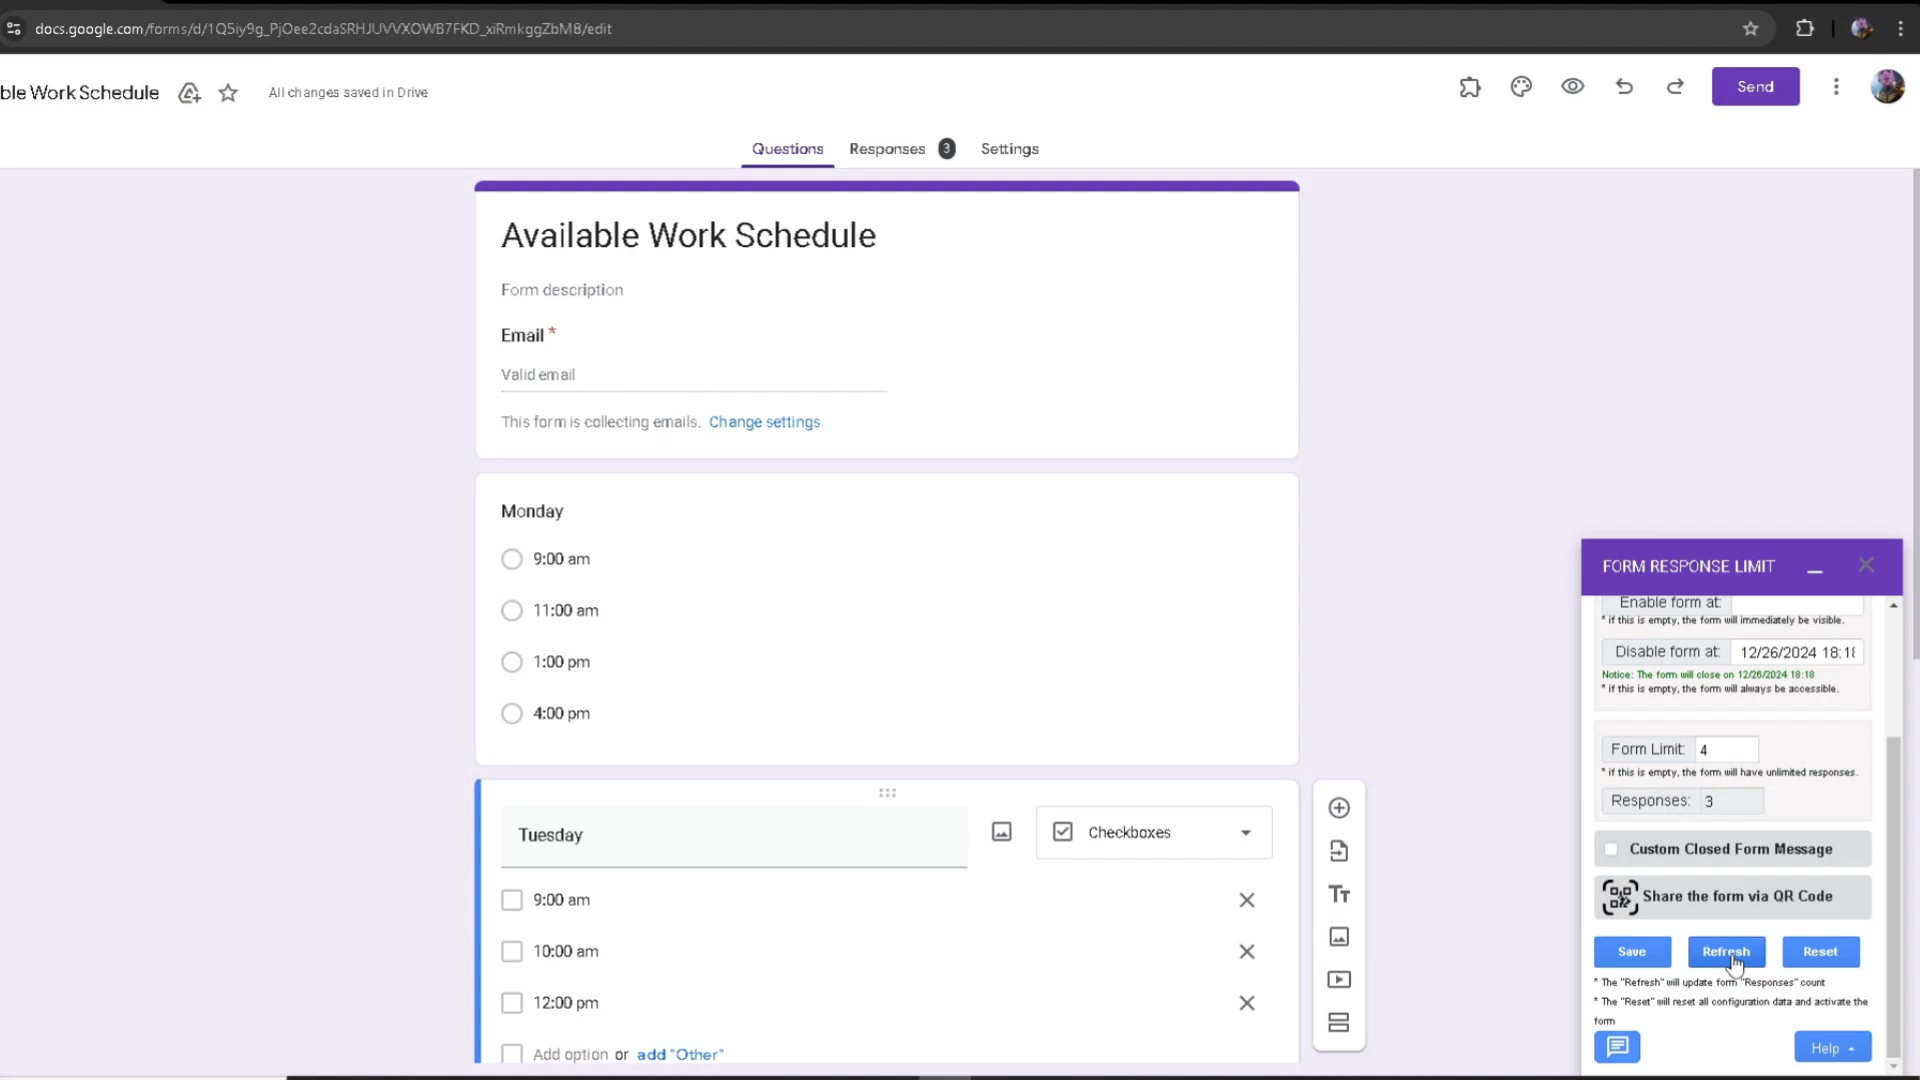 docs.google.com/forms/d/1Q5iy9g_PjOee2cdaSRHJUVVXOWB7FKD_xiRmkggZbM8/edit
ble Work Schedule
All changes saved in Drive
Send
Questions
Responses 3
Settings
Available Work Schedule
Form description
Email *
Valid email
This form is collecting emails. Change settings
Monday
9:00 am
11:00 am
1:00 pm
4:00 pm
Tuesday
Checkboxes
9:00 am
10:00 am
12:00 pm
Add option or add "Other"
Tт
FORM RESPONSE LIMIT
Enable form at:
* if this is empty, the form will immediately be visible.
Disable form at: 12/26/2024 18:18
Notice: The form will close on 12/26/2024 18:18
* if this is empty, the form will always be accessible.
Form Limit: 4
* if this is empty, the form will have unlimited responses.
Responses: 3
Custom Closed Form Message
Share the form via QR Code
Save
Refresh
Reset
* The "Refresh" will update form "Responses" count
* The "Reset" will reset all configuration data and activate the
form
Help